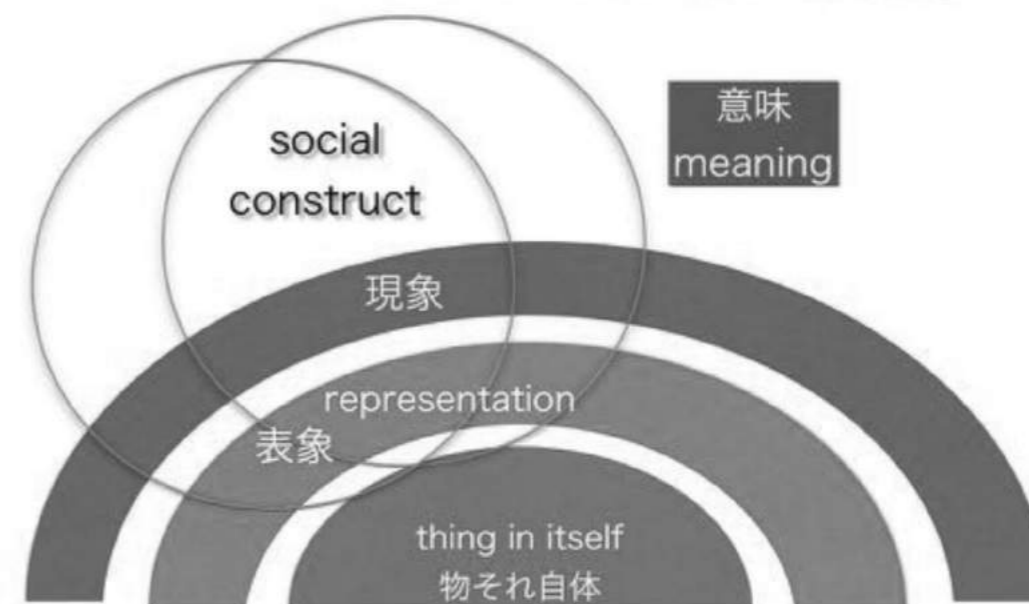 social
construct
意味
meaning
現象
representation
表象
thing in itself
物それ自体